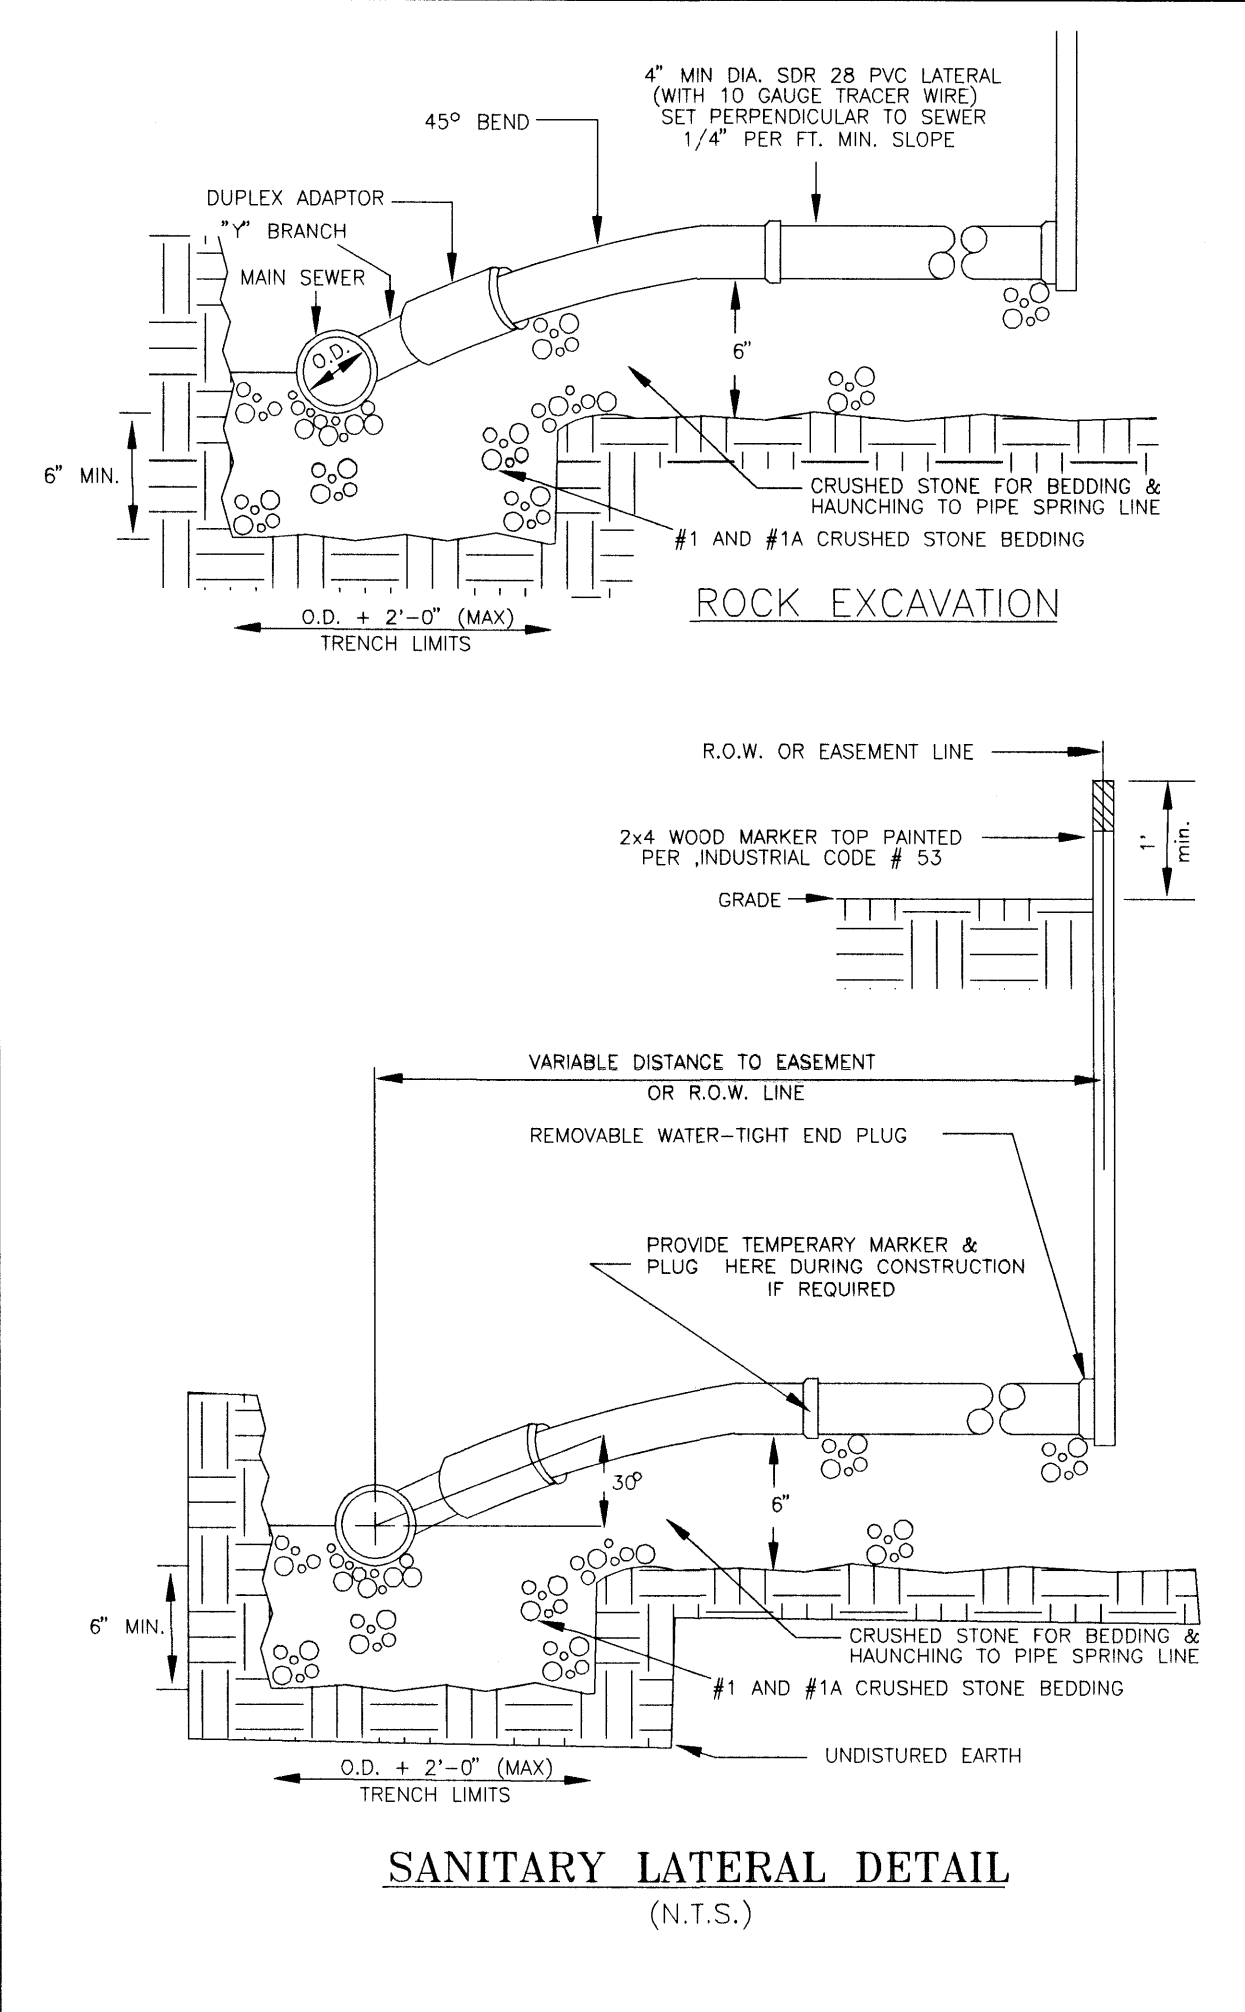 4" MIN DIA. SDR 28 PVC LATERAL
(WITH 10 GAUGE TRACER WIRE)
SET PERPENDICULAR TO SEWER
1/4" PER FT. MIN. SLOPE
45° BEND
DUPLEX ADAPTOR
"Y" BRANCH
MAIN SEWER
O.D.
6"
6" MIN.
CRUSHED STONE FOR BEDDING &
HAUNCHING TO PIPE SPRING LINE
#1 AND #1A CRUSHED STONE BEDDING
ROCK EXCAVATION
O.D. + 2'-0" (MAX)
TRENCH LIMITS
R.O.W. OR EASEMENT LINE
2x4 WOOD MARKER TOP PAINTED
PER ,INDUSTRIAL CODE # 53
1'
min.
GRADE
VARIABLE DISTANCE TO EASEMENT
OR R.O.W. LINE
REMOVABLE WATER-TIGHT END PLUG
PROVIDE TEMPERARY MARKER &
PLUG HERE DURING CONSTRUCTION
IF REQUIRED
30°
6"
6" MIN.
CRUSHED STONE FOR BEDDING &
HAUNCHING TO PIPE SPRING LINE
#1 AND #1A CRUSHED STONE BEDDING
UNDISTURED EARTH
O.D. + 2'-0" (MAX)
TRENCH LIMITS
SANITARY LATERAL DETAIL
(N.T.S.)